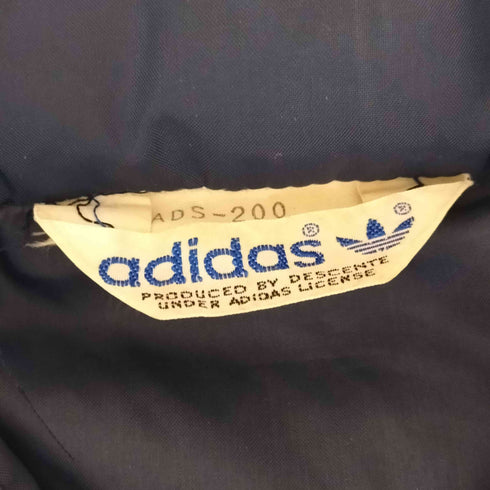 ADS-200
adidas®
®
PRODUCED BY DESCENTE
UNDER ADIDAS LICENSE